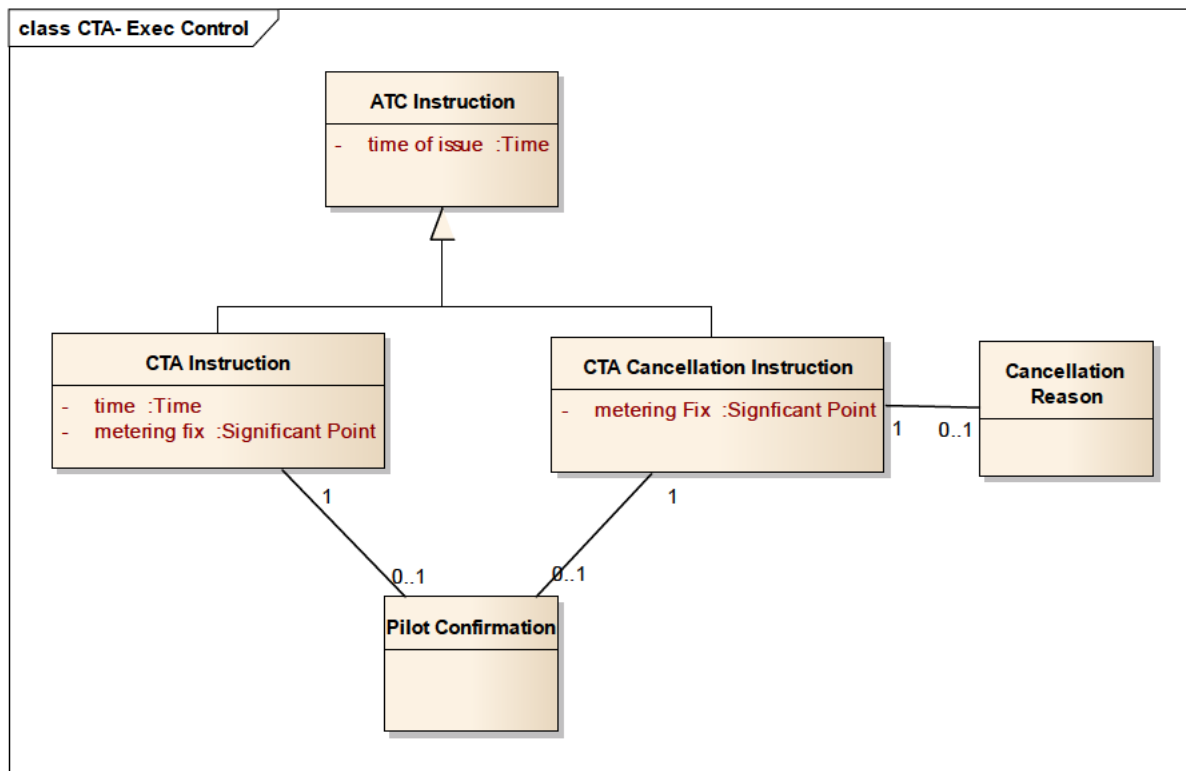 class CTA- Exec Control
ATC Instruction
- time of issue :Time
CTA Instruction
- time :Time
- metering fix :Significant Point
CTA Cancellation Instruction
- metering Fix :Signficant Point
Cancellation
Reason
1
0..1
1
1
0..1
0..1
Pilot Confirmation